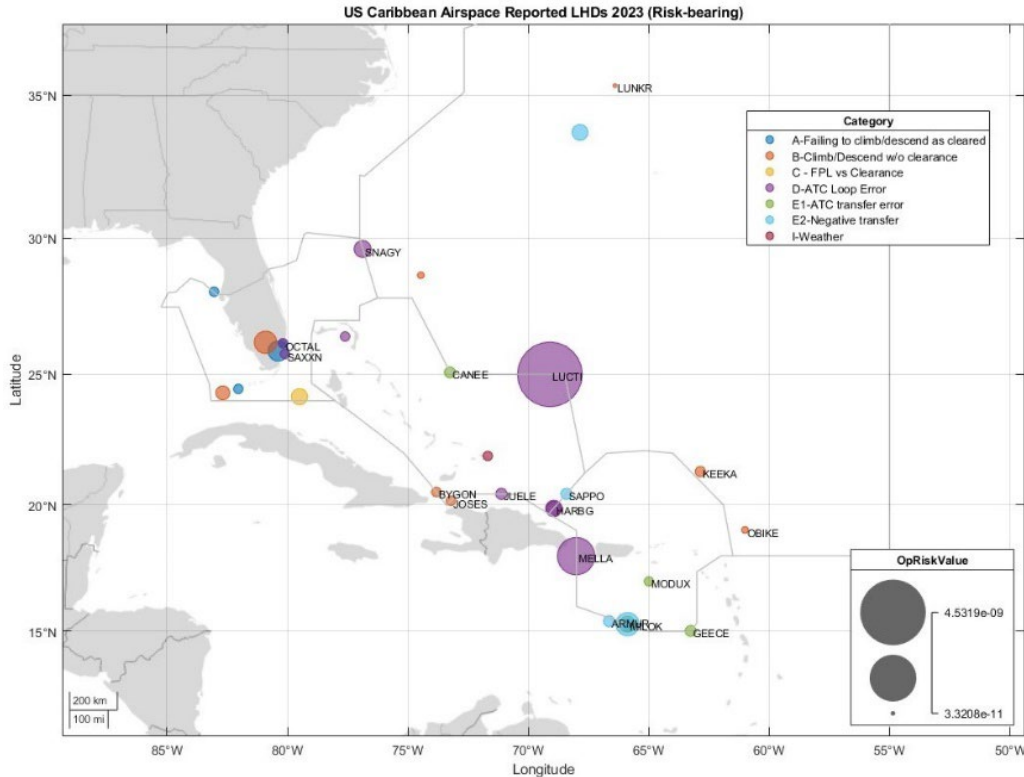 US Caribbean Airspace Reported LHDs 2023 (Risk-bearing)
35°N
30°N
25°N
20°N
15°N
Latitude
LUNKR
Category
A-Failing to climb/descend as cleared
B-Climb/Descend w/o clearance
C - FPL vs Clearance
D-ATC Loop Error
E1-ATC transfer error
E2-Negative transfer
I-Weather
SNAGY
OCTAL
SAXXN
CANEE
LUCTI
KEEKA
BYGON
JUELE
SAPPO
JOSES
HARBG
OBIKE
MELLA
MODUX
ARMUR
GEECE
OpRiskValue
4.5319e-09
3.3208e-11
200 km
100 mi
85°W
80°W
75°W
70°W
65°W
60°W
55°W
50°W
Longitude